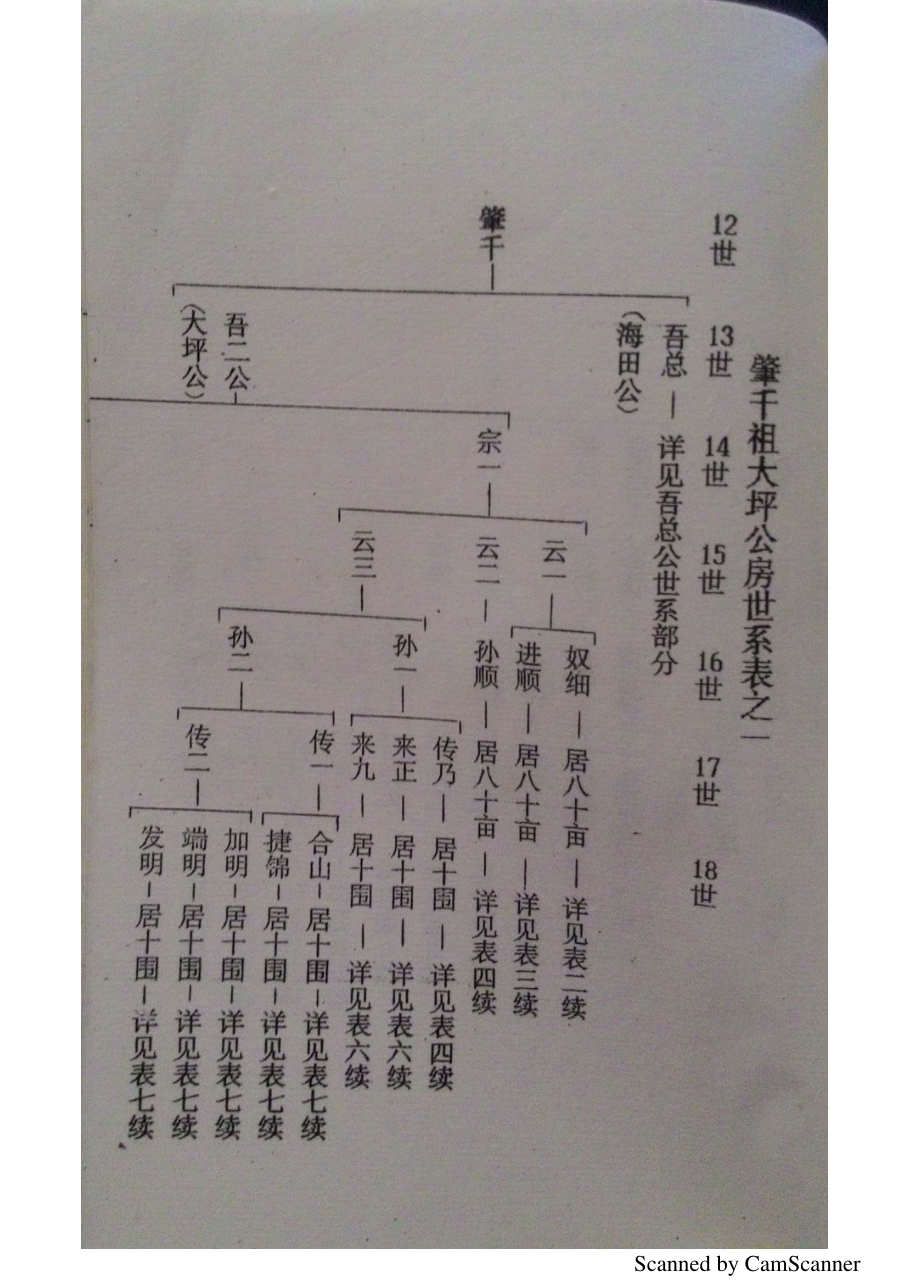 肇千祖大坪公房世系表之一
12世
13世
14世
15世
16世
17世
18世
肇千
吾总 — 详见吾总公世系部分
（海田公）
吾二公
（大坪公）
宗一
云一
云二 — 孙顺 — 居八十亩 — 详见表四续
云三
奴细 — 居八十亩 — 详见表二续
进顺 — 居八十亩 — 详见表三续
孙一
孙二
传乃 — 居十围 — 详见表四续
来正 — 居十围 — 详见表六续
来九 — 居十围 — 详见表六续
传一
传二
合山 — 居十围 — 详见表七续
捷锦 — 居十围 — 详见表七续
加明 — 居十围 — 详见表七续
端明 — 居十围 — 详见表七续
发明 — 居十围 — 详见表七续
Scanned by CamScanner